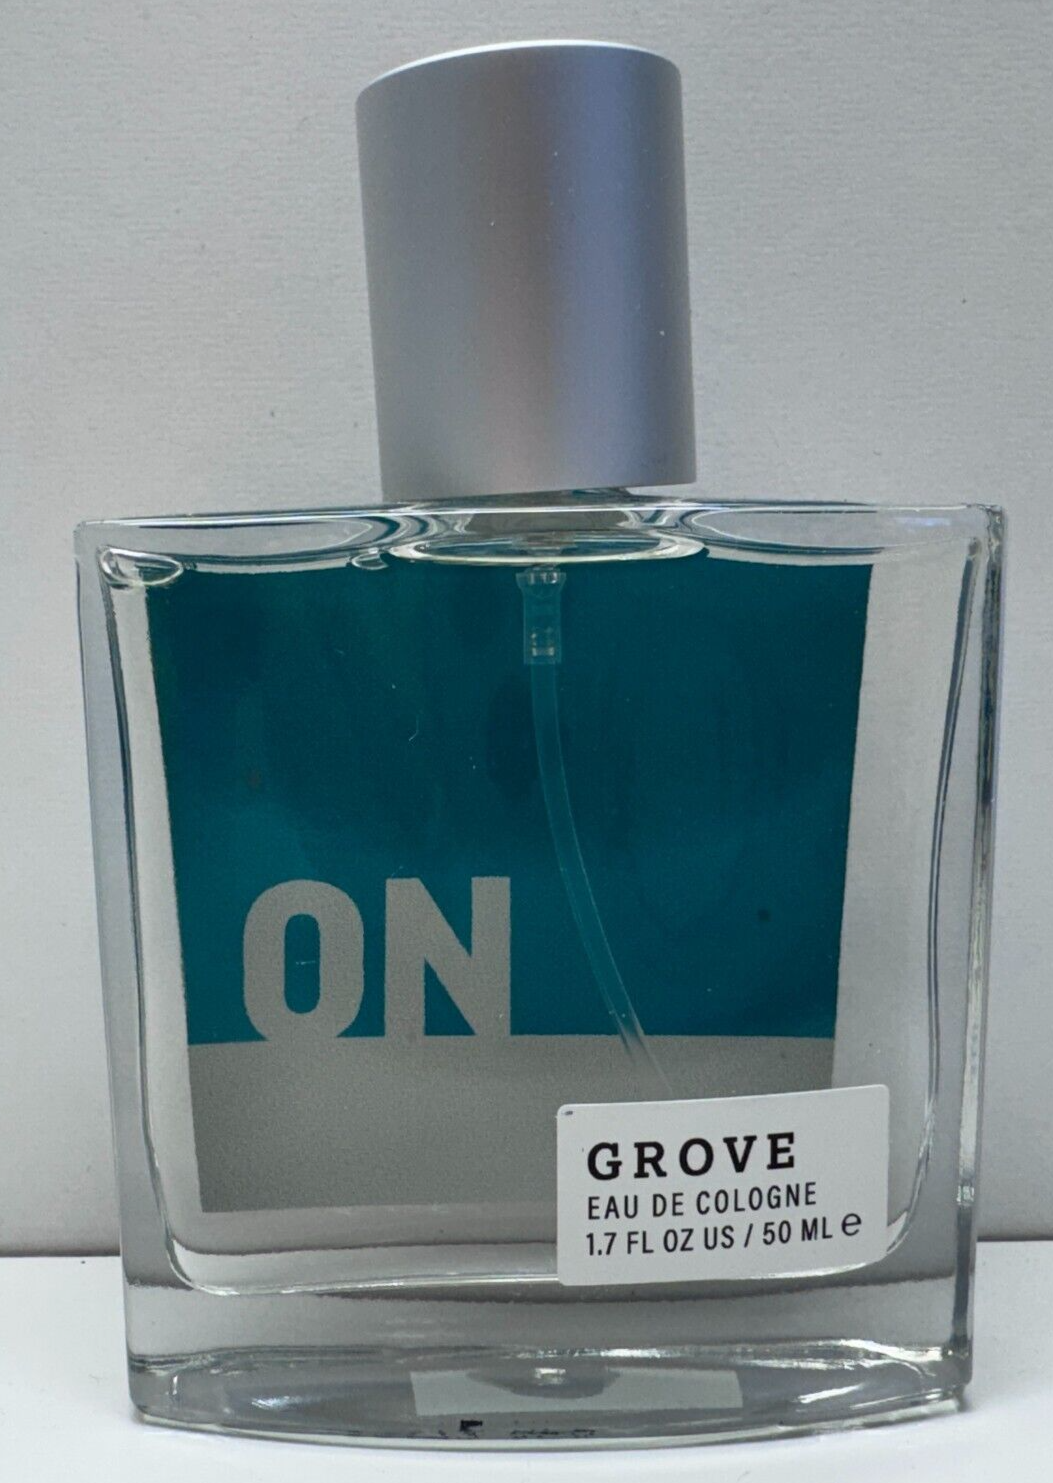 ON
GROVE
EAU DE COLOGNE
1.7 FL OZ US / 50 ML ℮